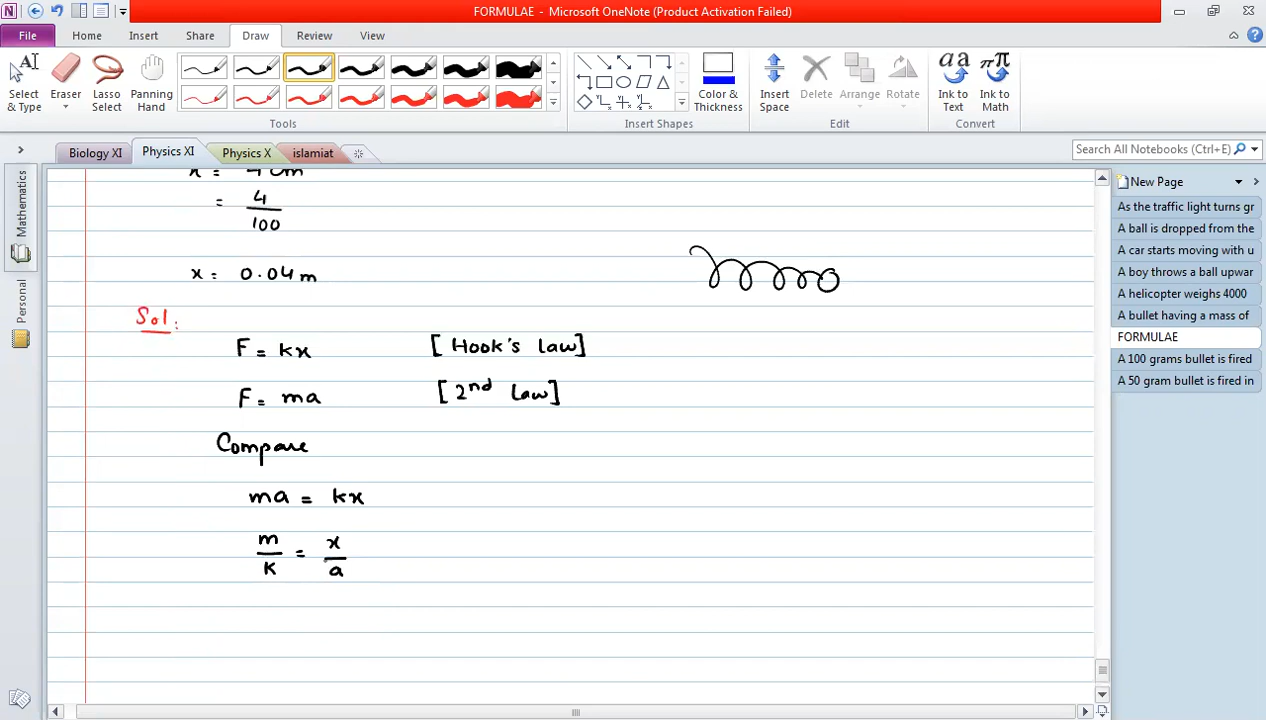 FORMULAE - Microsoft OneNote (Product Activation Failed)
File Home Insert Share Draw Review View
Select & Type
Eraser
Lasso Select
Panning Hand
Color & Thickness
Insert Space
Delete
Arrange
Rotate
Ink to Text
Ink to Math
Tools
Insert Shapes
Edit
Convert
Biology XI Physics XI Physics X islamiat
Search All Notebooks (Ctrl+E)
Mathematics
Personal
New Page
As the traffic light turns gr
A ball is dropped from the
A car starts moving with u
A boy throws a ball upwar
A helicopter weighs 4000
A bullet having a mass of
FORMULAE
A 100 grams bullet is fired
A 50 gram bullet is fired in
x = 4 cm
= 4/100
x = 0.04 m
Sol:
F = kx [Hook's Law]
F = ma [2nd Law]
Compare
ma = kx
m/k = x/a